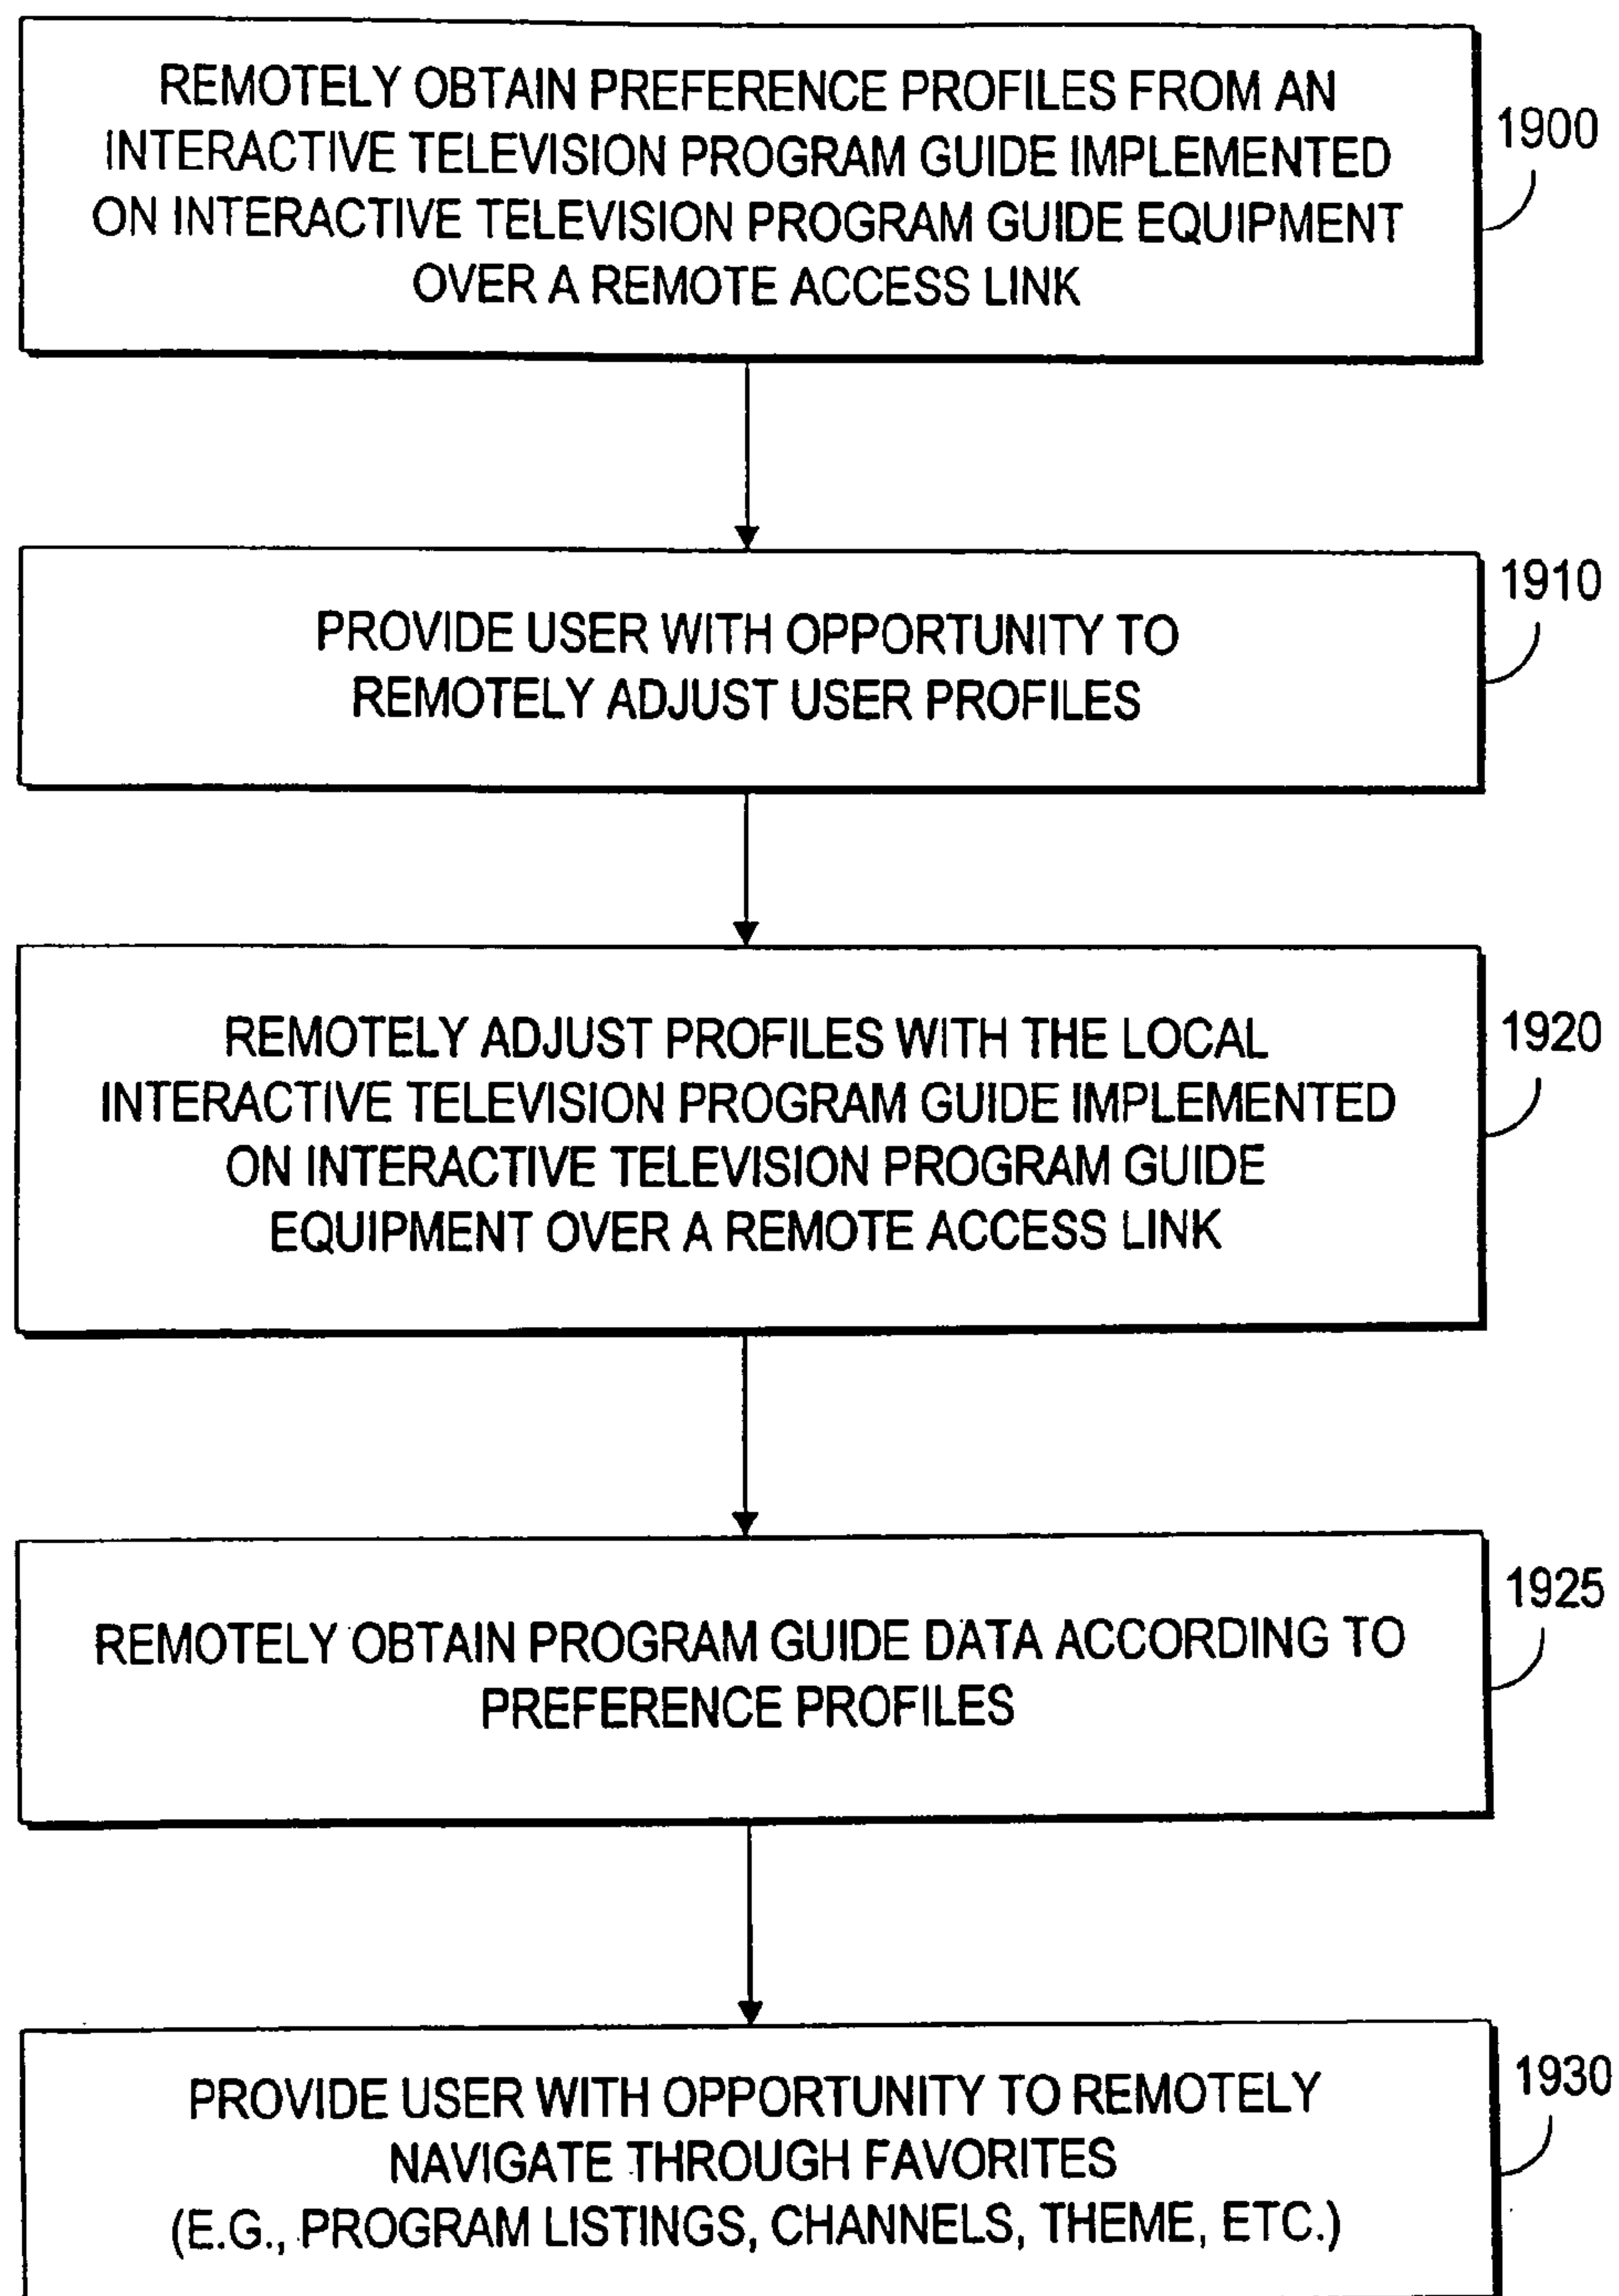 REMOTELY OBTAIN PREFERENCE PROFILES FROM AN
INTERACTIVE TELEVISION PROGRAM GUIDE IMPLEMENTED
ON INTERACTIVE TELEVISION PROGRAM GUIDE EQUIPMENT
OVER A REMOTE ACCESS LINK
1900
PROVIDE USER WITH OPPORTUNITY TO
REMOTELY ADJUST USER PROFILES
1910
REMOTELY ADJUST PROFILES WITH THE LOCAL
INTERACTIVE TELEVISION PROGRAM GUIDE IMPLEMENTED
ON INTERACTIVE TELEVISION PROGRAM GUIDE
EQUIPMENT OVER A REMOTE ACCESS LINK
1920
REMOTELY OBTAIN PROGRAM GUIDE DATA ACCORDING TO
PREFERENCE PROFILES
1925
PROVIDE USER WITH OPPORTUNITY TO REMOTELY
NAVIGATE THROUGH FAVORITES
(E.G., PROGRAM LISTINGS, CHANNELS, THEME, ETC.)
1930